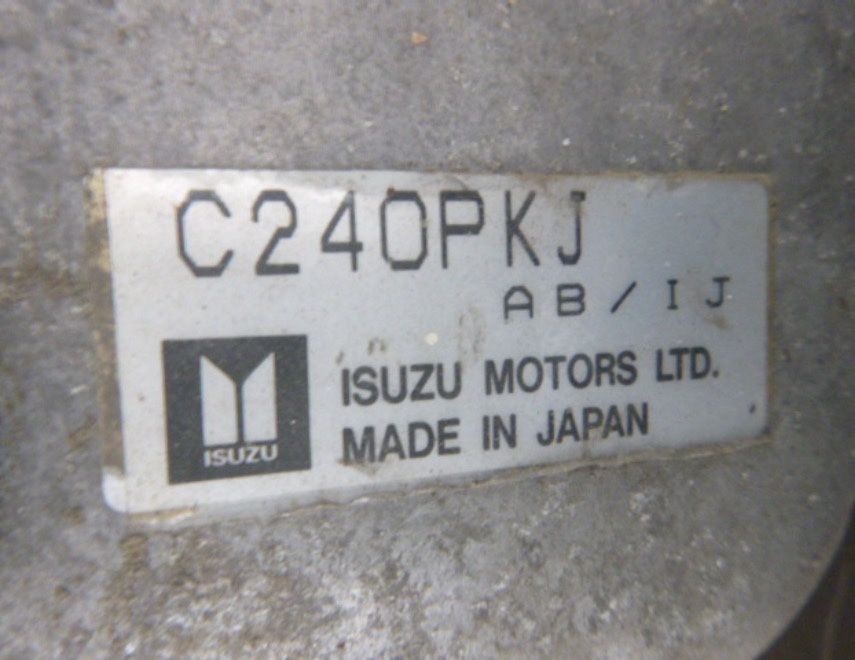 C240PKJ
AB/IJ
ISUZU MOTORS LTD.
MADE IN JAPAN
ISUZU